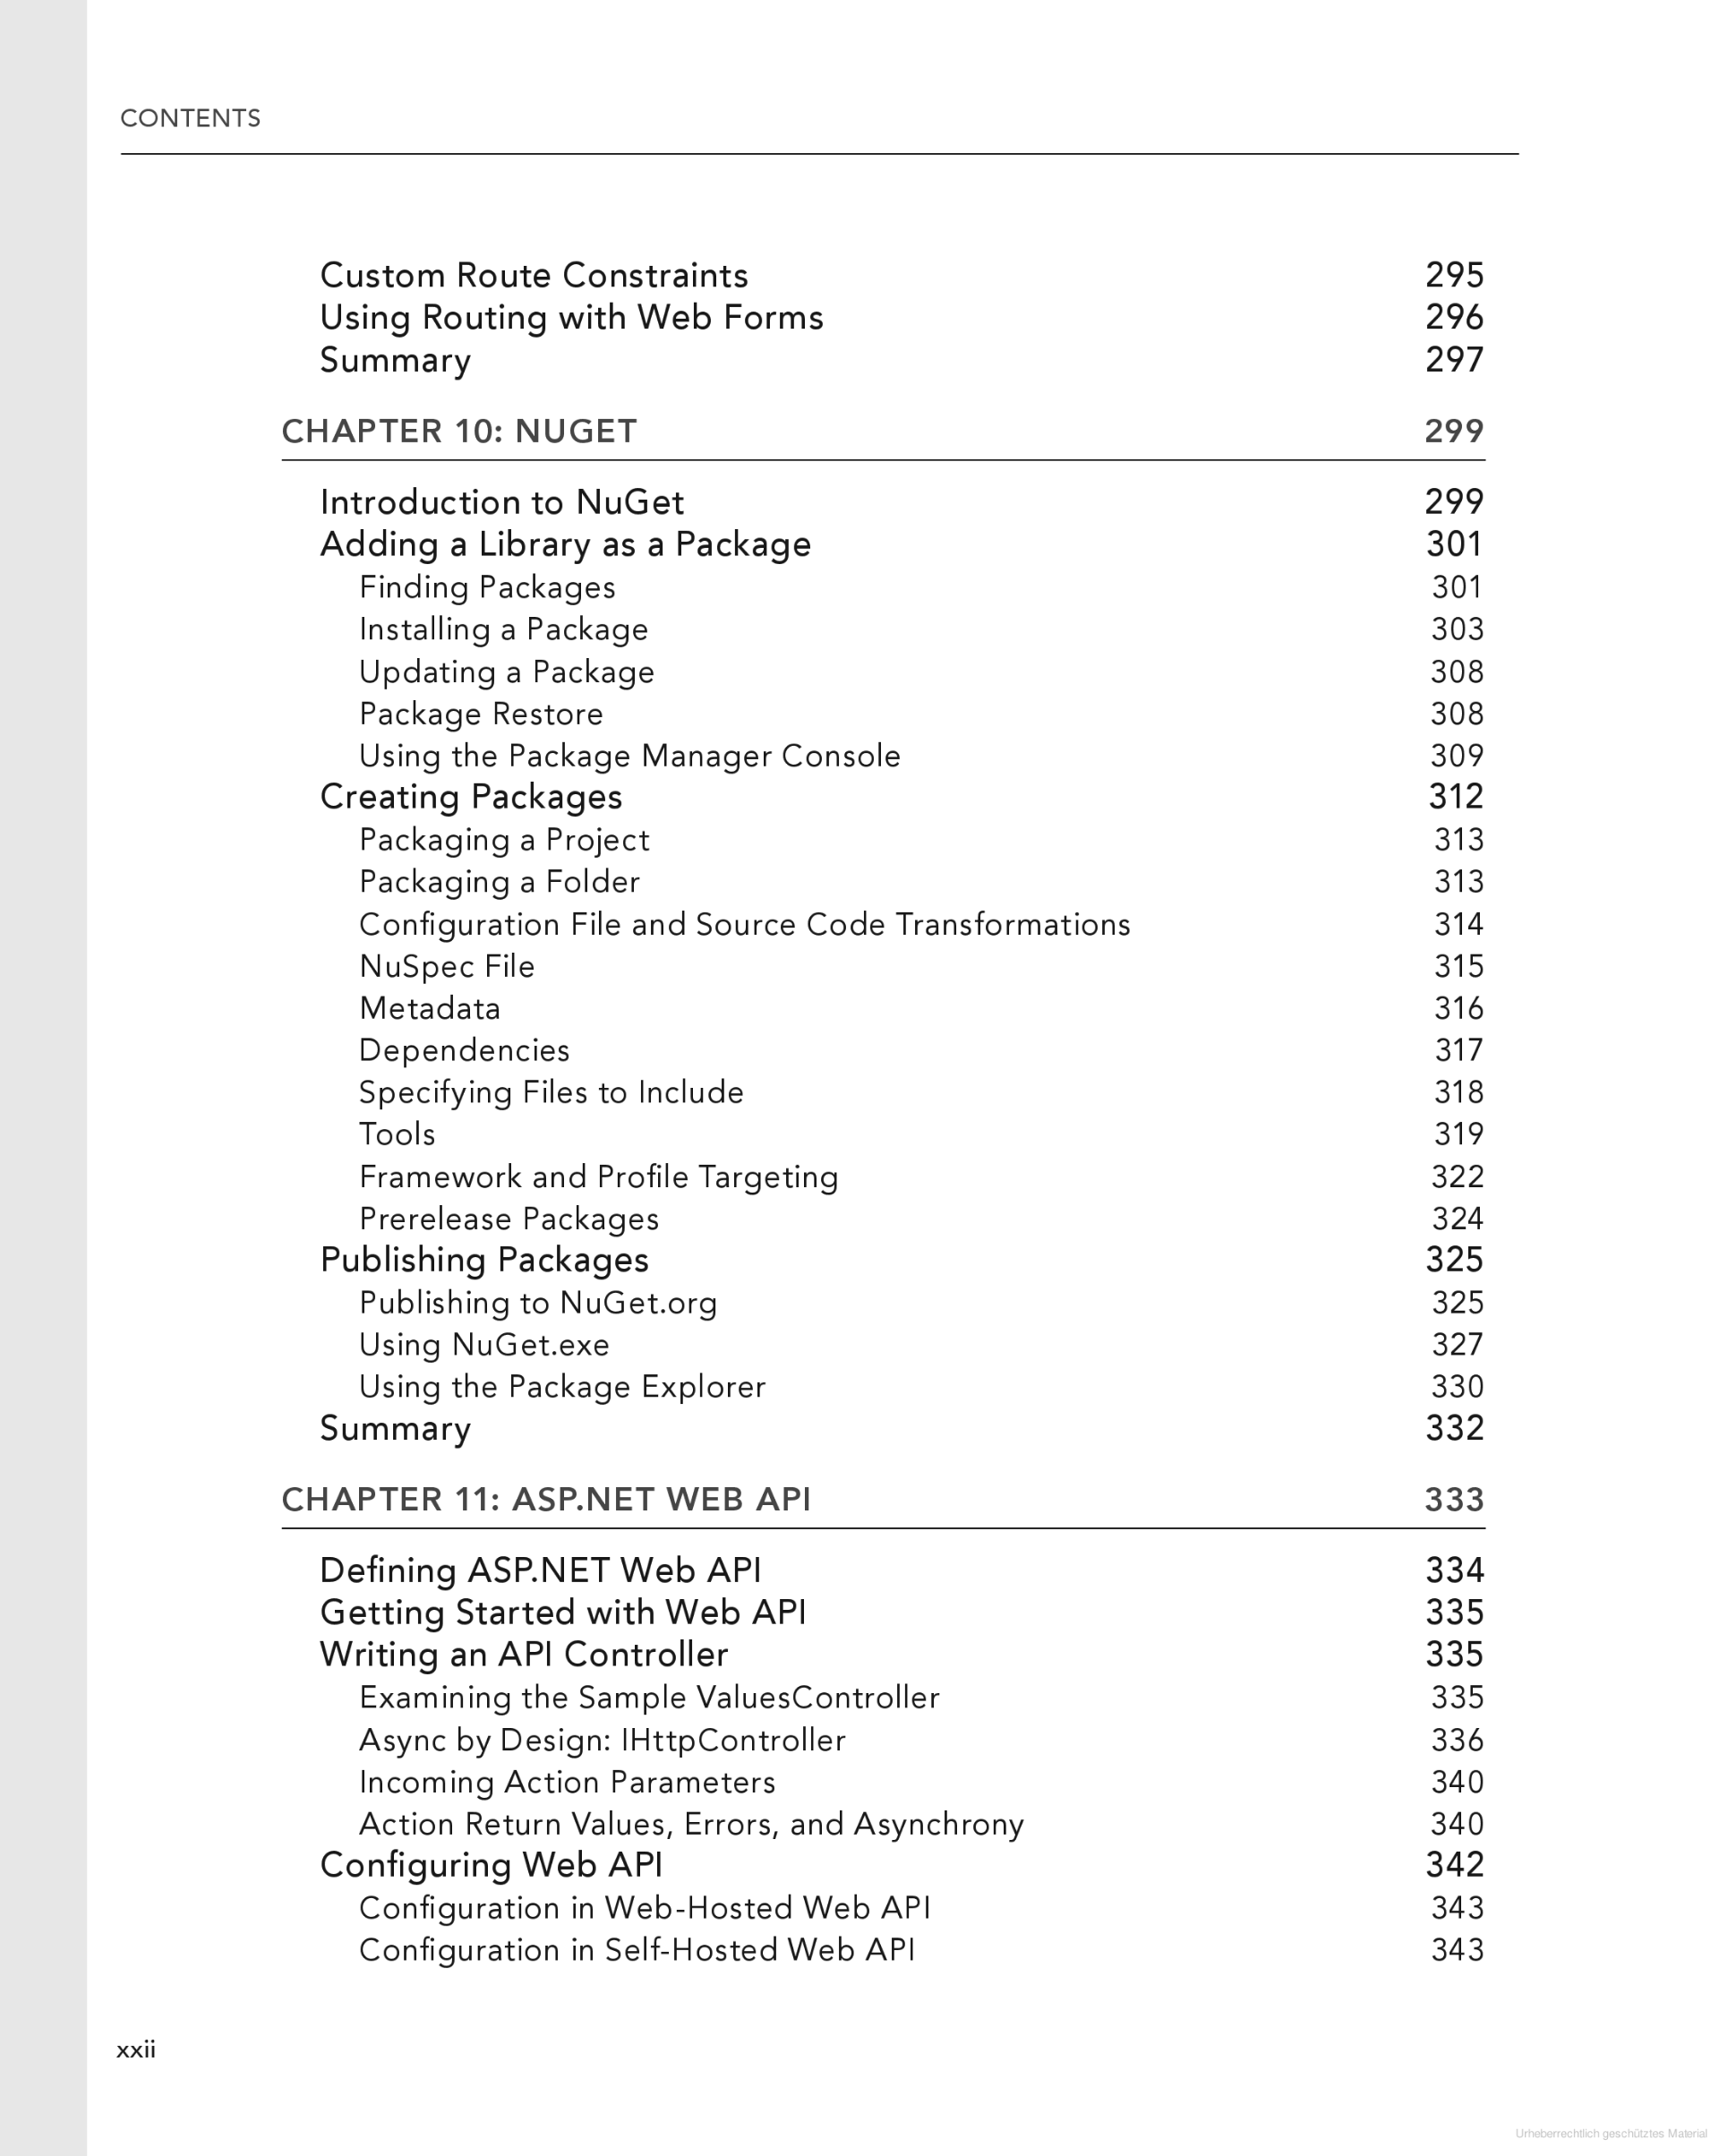 CONTENTS
Custom Route Constraints 295
Using Routing with Web Forms 296
Summary 297
CHAPTER 10: NUGET 299
Introduction to NuGet 299
Adding a Library as a Package 301
Finding Packages 301
Installing a Package 303
Updating a Package 308
Package Restore 308
Using the Package Manager Console 309
Creating Packages 312
Packaging a Project 313
Packaging a Folder 313
Configuration File and Source Code Transformations 314
NuSpec File 315
Metadata 316
Dependencies 317
Specifying Files to Include 318
Tools 319
Framework and Profile Targeting 322
Prerelease Packages 324
Publishing Packages 325
Publishing to NuGet.org 325
Using NuGet.exe 327
Using the Package Explorer 330
Summary 332
CHAPTER 11: ASP.NET WEB API 333
Defining ASP.NET Web API 334
Getting Started with Web API 335
Writing an API Controller 335
Examining the Sample ValuesController 335
Async by Design: IHttpController 336
Incoming Action Parameters 340
Action Return Values, Errors, and Asynchrony 340
Configuring Web API 342
Configuration in Web-Hosted Web API 343
Configuration in Self-Hosted Web API 343
xxii
Urheberrechtlich geschütztes Material